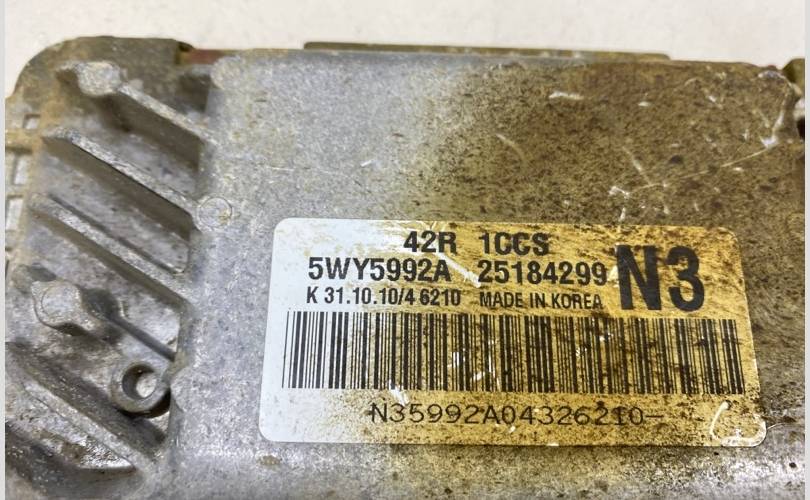 42R 1CCS
5WY5992A 25184299 N3
K 31.10.10/4 6210 MADE IN KOREA
N35992A04326210-